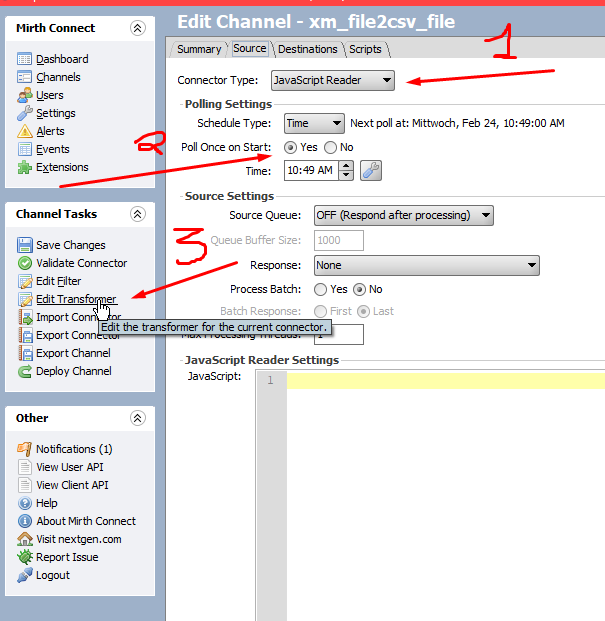 Edit Channel - xm_file2csv_file
Mirth Connect
Dashboard
Channels
Users
Settings
Alerts
Events
Extensions
Channel Tasks
Save Changes
Validate Connector
Edit Filter
Edit Transformer
Import Connector
Export Connector
Export Channel
Deploy Channel
Edit the transformer for the current connector.
Other
Notifications (1)
View User API
View Client API
Help
About Mirth Connect
Visit nextgen.com
Report Issue
Logout
Summary Source Destinations Scripts
1
Connector Type: JavaScript Reader
Polling Settings
Schedule Type: Time Next poll at: Mittwoch, Feb 24, 10:49:00 AM
2
Poll Once on Start: Yes No
Time: 10:49 AM
Source Settings
Source Queue: OFF (Respond after processing)
3
Queue Buffer Size: 1000
Response: None
Process Batch: Yes No
Batch Response: First Last
Max Processing Threads: 1
JavaScript Reader Settings
JavaScript: 1